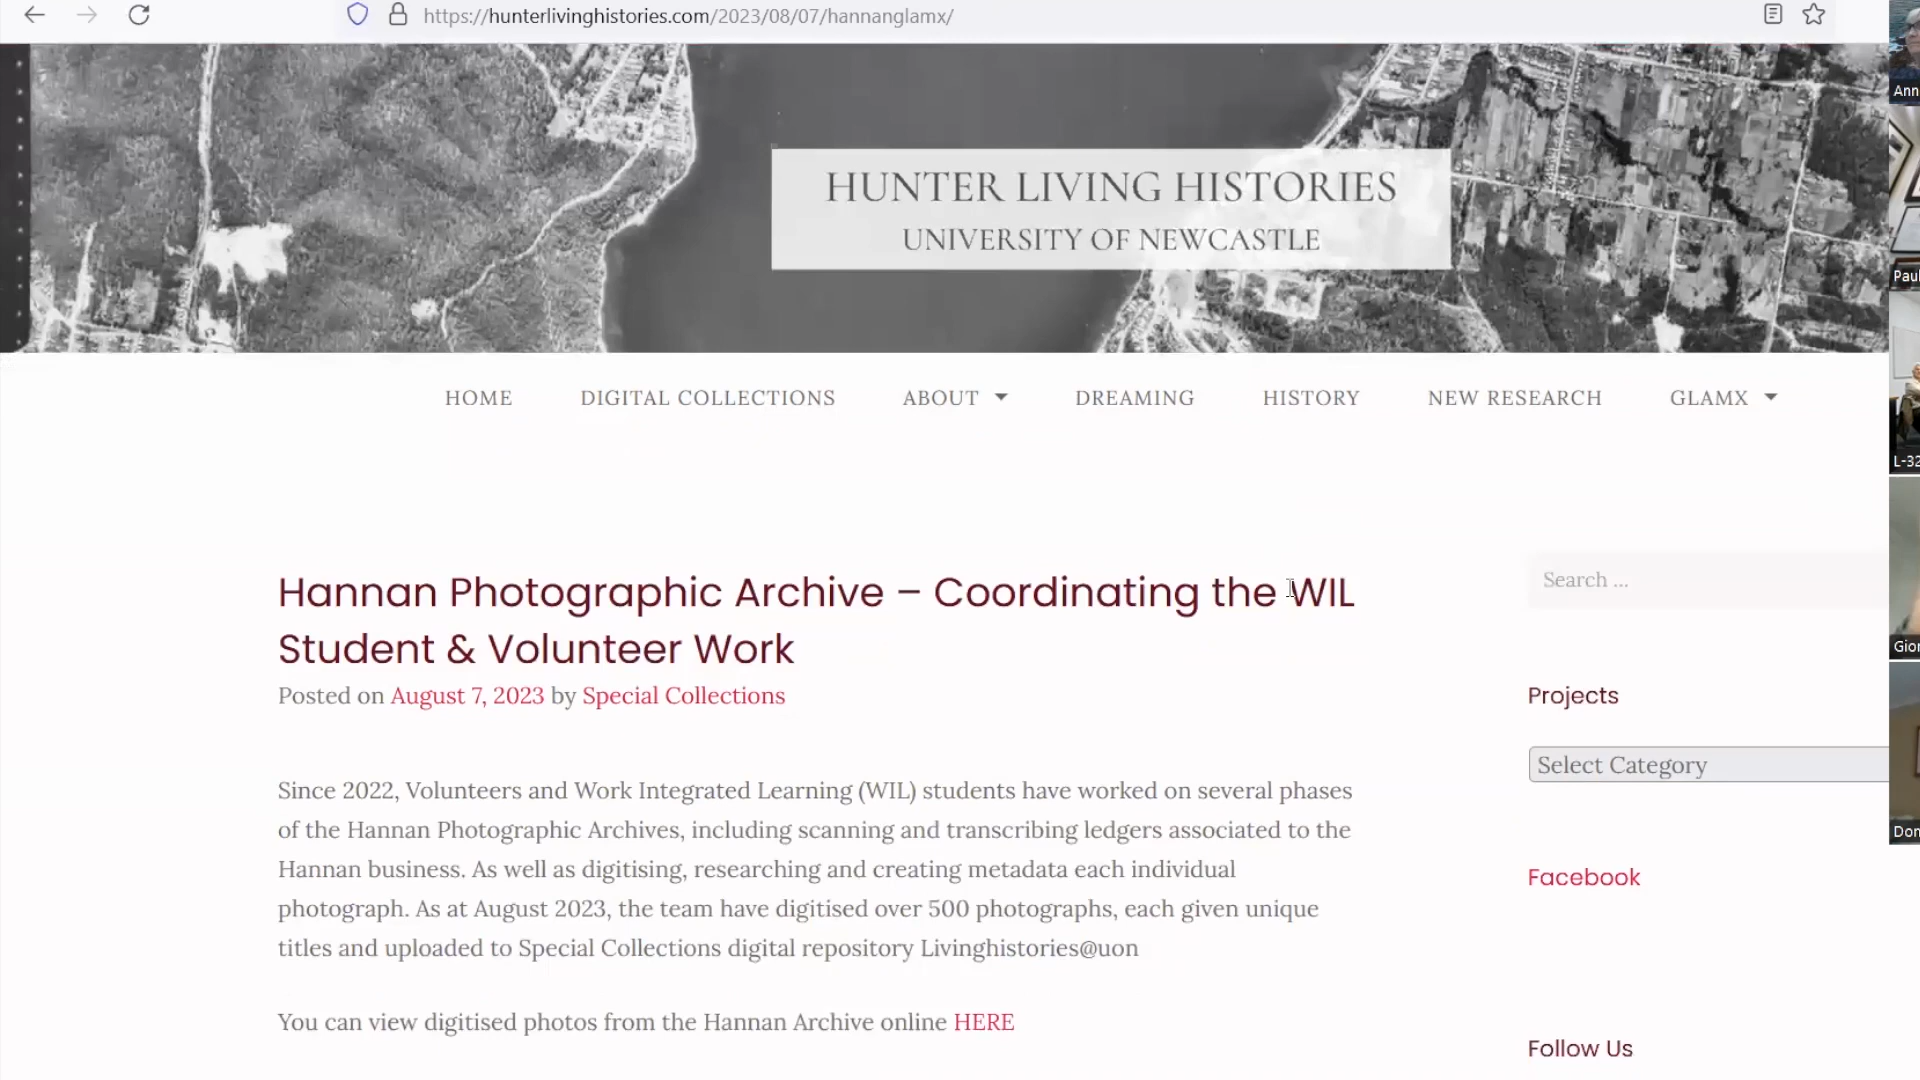 https://hunterlivinghistories.com/2023/08/07/hannanglamx/
HUNTER LIVING HISTORIES
UNIVERSITY OF NEWCASTLE
HOME DIGITAL COLLECTIONS ABOUT DREAMING HISTORY NEW RESEARCH GLAMX
Hannan Photographic Archive – Coordinating the WIL
Student & Volunteer Work
Posted on August 7, 2023 by Special Collections
Since 2022, Volunteers and Work Integrated Learning (WIL) students have worked on several phases
of the Hannan Photographic Archives, including scanning and transcribing ledgers associated to the
Hannan business. As well as digitising, researching and creating metadata each individual
photograph. As at August 2023, the team have digitised over 500 photographs, each given unique
titles and uploaded to Special Collections digital repository Livinghistories@uon
You can view digitised photos from the Hannan Archive online HERE
Search ...
Projects
Select Category
Facebook
Follow Us
Ann
Paul
L-32
Gior
Don